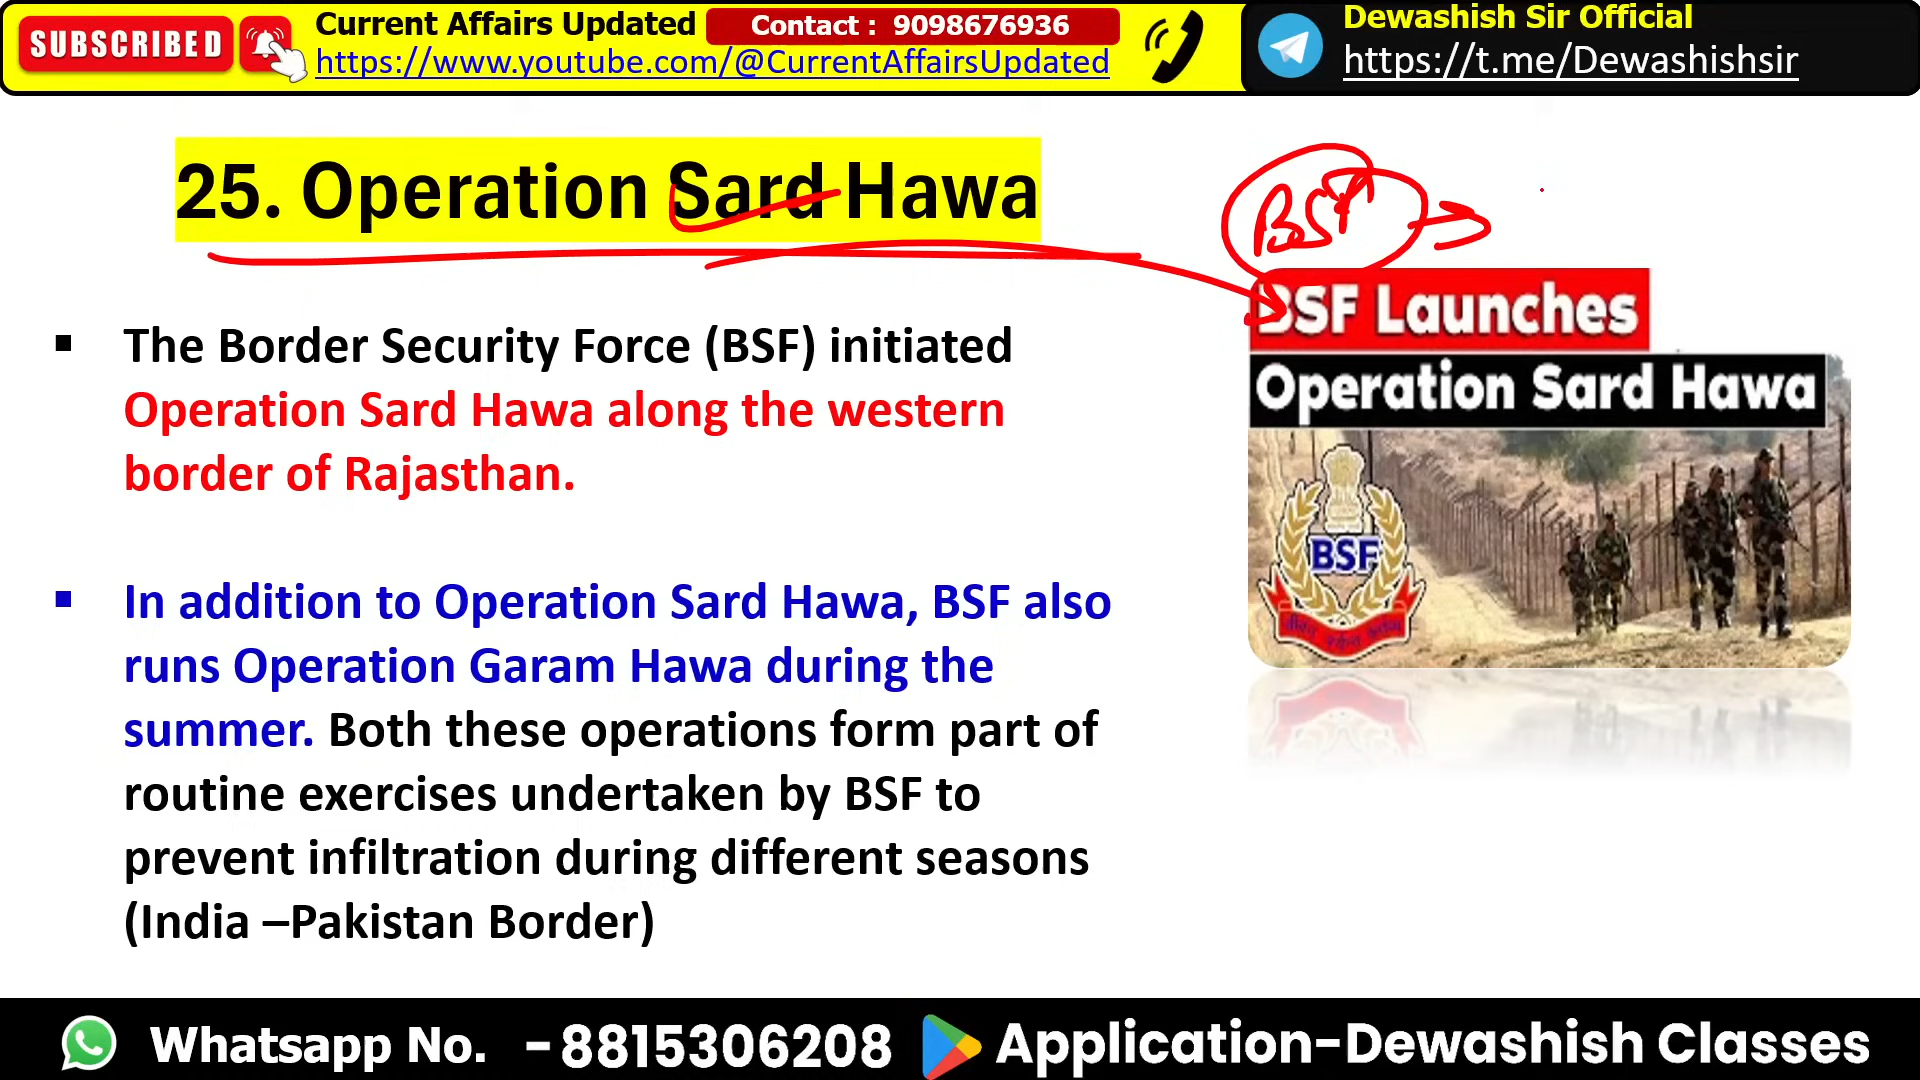 SUBSCRIBED
Current Affairs Updated
Contact : 9098676936
https://www.youtube.com/@CurrentAffairsUpdated
Dewashish Sir Official
https://t.me/Dewashishsir
25. Operation Sard Hawa
BSF
BSF Launches
Operation Sard Hawa
BSF
▪ The Border Security Force (BSF) initiated
Operation Sard Hawa along the western
border of Rajasthan.
▪ In addition to Operation Sard Hawa, BSF also
runs Operation Garam Hawa during the
summer. Both these operations form part of
routine exercises undertaken by BSF to
prevent infiltration during different seasons
(India –Pakistan Border)
Whatsapp No. -8815306208
Application-Dewashish Classes